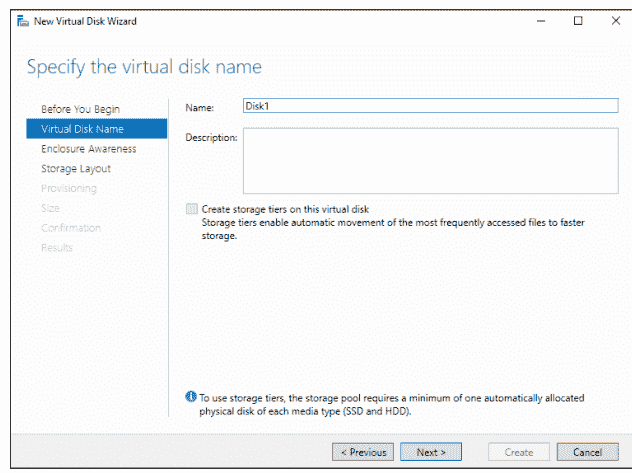 New Virtual Disk Wizard
Specify the virtual disk name
Before You Begin
Virtual Disk Name
Enclosure Awareness
Storage Layout
Provisioning
Size
Confirmation
Results
Name:
Disk1
Description:
Create storage tiers on this virtual disk
Storage tiers enable automatic movement of the most frequently accessed files to faster
storage.
To use storage tiers, the storage pool requires a minimum of one automatically allocated
physical disk of each media type (SSD and HDD).
< Previous
Next >
Create
Cancel